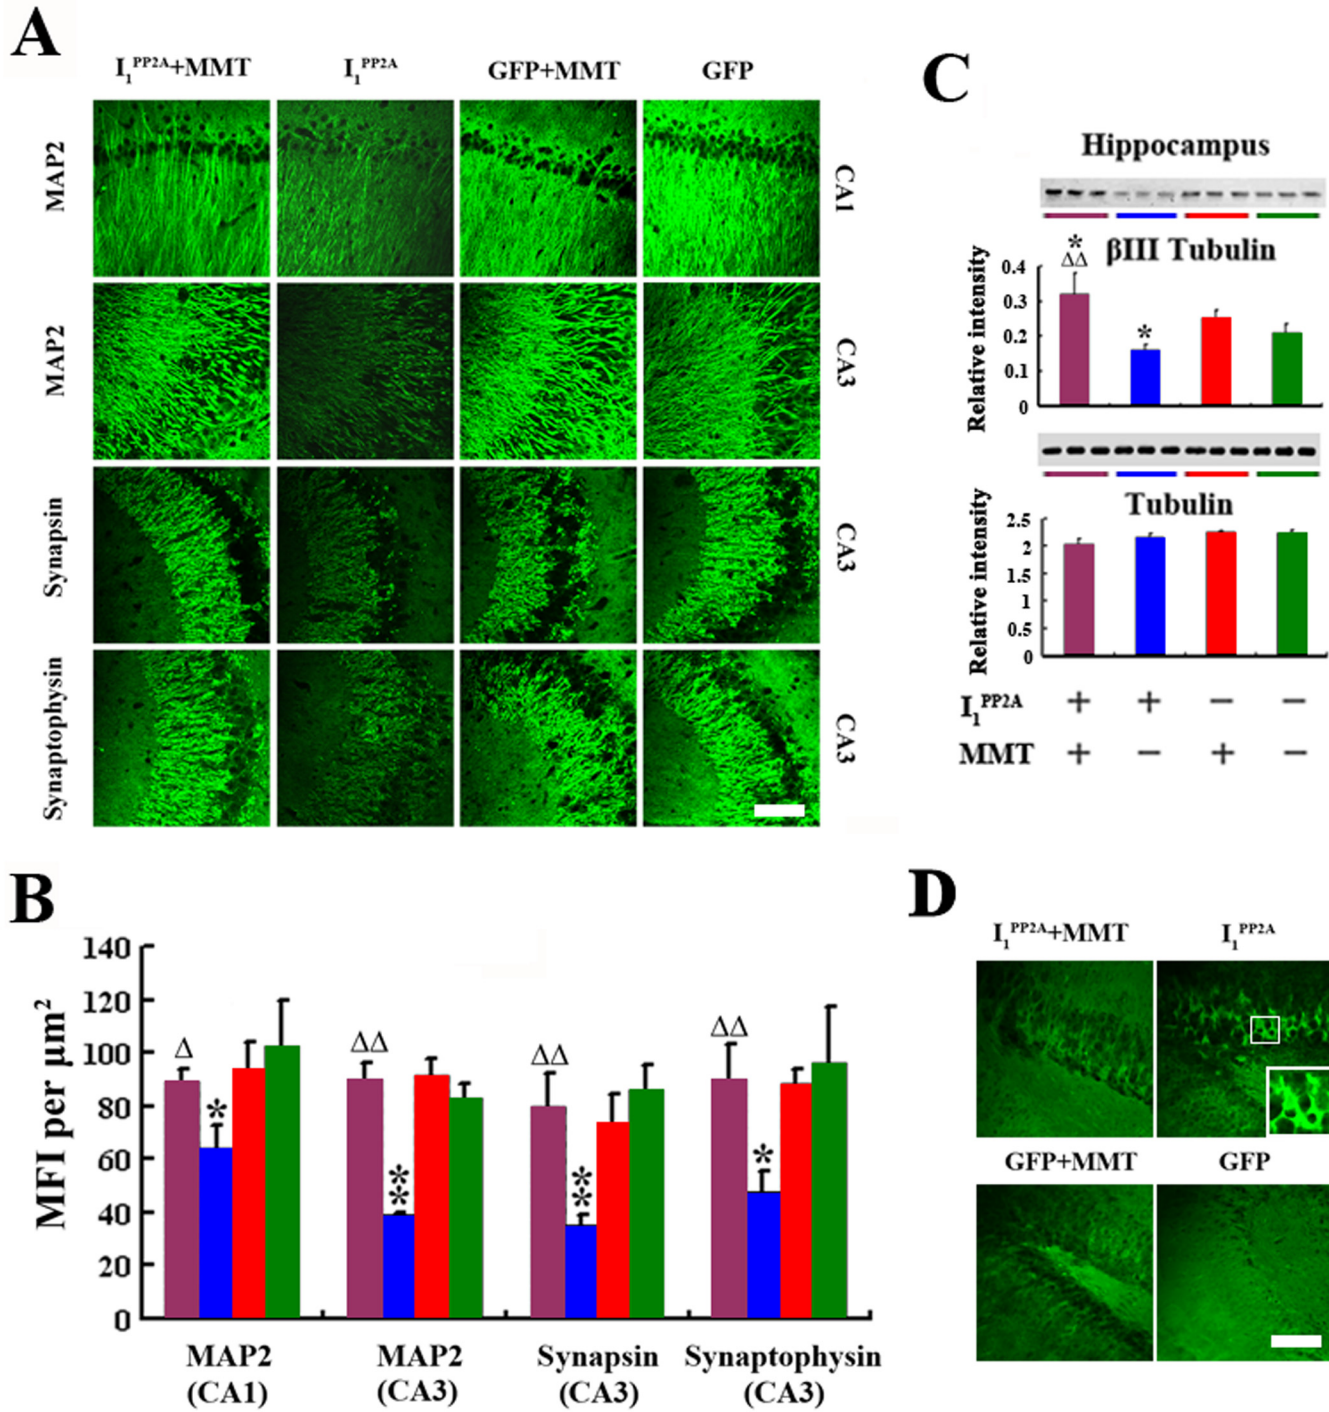 A
I₁ᴾᴾ²ᴬ+MMT I₁ᴾᴾ²ᴬ GFP+MMT GFP
MAP2 CA1
MAP2 CA3
Synapsin CA3
Synaptophysin CA3
B
MFI per μm²
140
120
100
80
60
40
20
0
Δ * ΔΔ ** ΔΔ ** ΔΔ *
MAP2 MAP2 Synapsin Synaptophysin
(CA1) (CA3) (CA3) (CA3)
C
Hippocampus
* βIII Tubulin
ΔΔ
*
Relative intensity
0.4
0.3
0.2
0.1
0
Tubulin
Relative intensity
2.5
2
1.5
1
0.5
0
I₁ᴾᴾ²ᴬ + + − −
MMT + − + −
D
I₁ᴾᴾ²ᴬ+MMT I₁ᴾᴾ²ᴬ
GFP+MMT GFP